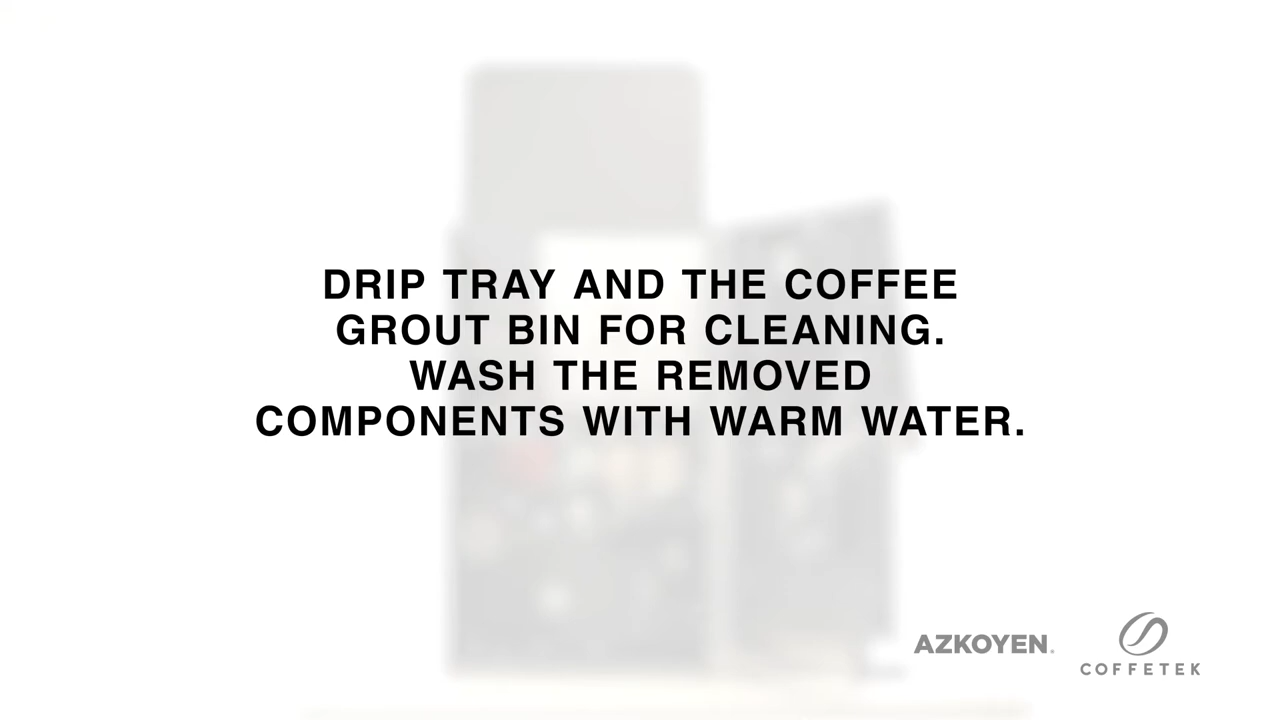 DRIP TRAY AND THE COFFEE
GROUT BIN FOR CLEANING.
WASH THE REMOVED
COMPONENTS WITH WARM WATER.
AZKOYEN®
COFFETEK